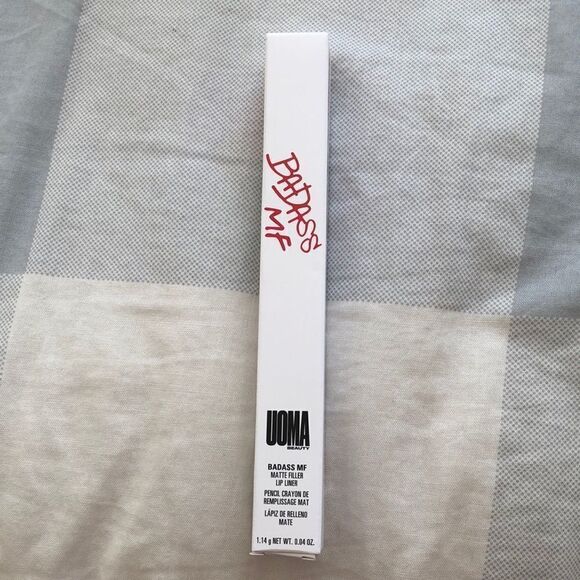 BADASS
MF
UOMA
BEAUTY
BADASS MF
MATTE FILLER
LIP LINER
PENCIL CRAYON DE
REMPLISSAGE MAT
LÁPIZ DE RELLENO
MATE
1.14 g NET WT. 0.04 OZ.